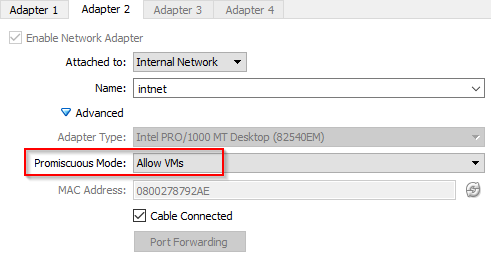 Adapter 1 Adapter 2 Adapter 3 Adapter 4
Enable Network Adapter
Attached to: Internal Network
Name: intnet
Advanced
Adapter Type: Intel PRO/1000 MT Desktop (82540EM)
Promiscuous Mode: Allow VMs
MAC Address: 0800278792AE
Cable Connected
Port Forwarding